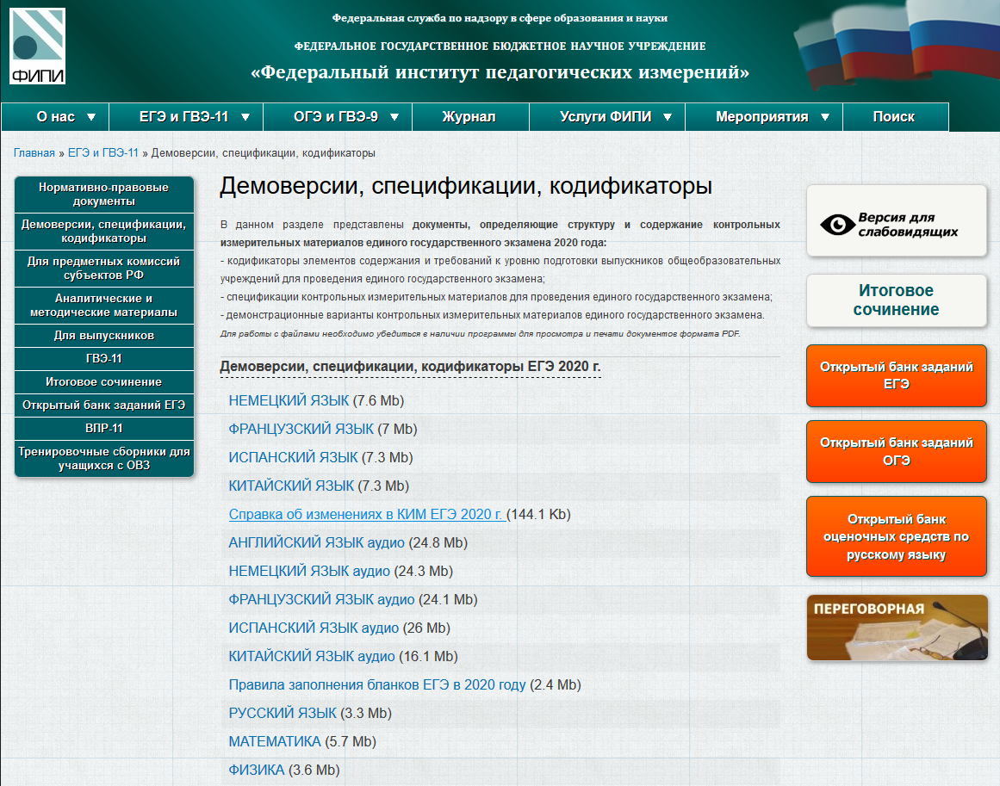 ФИПИ
Федеральная служба по надзору в сфере образования и науки
ФЕДЕРАЛЬНОЕ ГОСУДАРСТВЕННОЕ БЮДЖЕТНОЕ НАУЧНОЕ УЧРЕЖДЕНИЕ
«Федеральный институт педагогических измерений»
О нас ▼
ЕГЭ и ГВЭ-11 ▼
ОГЭ и ГВЭ-9 ▼
Журнал
Услуги ФИПИ ▼
Мероприятия ▼
Поиск
Главная » ЕГЭ и ГВЭ-11 » Демоверсии, спецификации, кодификаторы
Нормативно-правовые
документы
Демоверсии, спецификации,
кодификаторы
Для предметных комиссий
субъектов РФ
Аналитические и
методические материалы
Для выпускников
ГВЭ-11
Итоговое сочинение
Открытый банк заданий ЕГЭ
ВПР-11
Тренировочные сборники для
учащихся с ОВЗ
Демоверсии, спецификации, кодификаторы
В данном разделе представлены документы, определяющие структуру и содержание контрольных
измерительных материалов единого государственного экзамена 2020 года:
- кодификаторы элементов содержания и требований к уровню подготовки выпускников общеобразовательных
учреждений для проведения единого государственного экзамена;
- спецификации контрольных измерительных материалов для проведения единого государственного экзамена;
- демонстрационные варианты контрольных измерительных материалов единого государственного экзамена.
Для работы с файлами необходимо убедиться в наличии программы для просмотра и печати документов формата PDF.
Демоверсии, спецификации, кодификаторы ЕГЭ 2020 г.
НЕМЕЦКИЙ ЯЗЫК (7.6 Mb)
ФРАНЦУЗСКИЙ ЯЗЫК (7 Mb)
ИСПАНСКИЙ ЯЗЫК (7.3 Mb)
КИТАЙСКИЙ ЯЗЫК (7.3 Mb)
Справка об изменениях в КИМ ЕГЭ 2020 г. (144.1 Kb)
АНГЛИЙСКИЙ ЯЗЫК аудио (24.8 Mb)
НЕМЕЦКИЙ ЯЗЫК аудио (24.3 Mb)
ФРАНЦУЗСКИЙ ЯЗЫК аудио (24.1 Mb)
ИСПАНСКИЙ ЯЗЫК аудио (26 Mb)
КИТАЙСКИЙ ЯЗЫК аудио (16.1 Mb)
Правила заполнения бланков ЕГЭ в 2020 году (2.4 Mb)
РУССКИЙ ЯЗЫК (3.3 Mb)
МАТЕМАТИКА (5.7 Mb)
ФИЗИКА (3.6 Mb)
Версия для
слабовидящих
Итоговое
сочинение
Открытый банк заданий
ЕГЭ
Открытый банк заданий
ОГЭ
Открытый банк
оценочных средств по
русскому языку
ПЕРЕГОВОРНАЯ